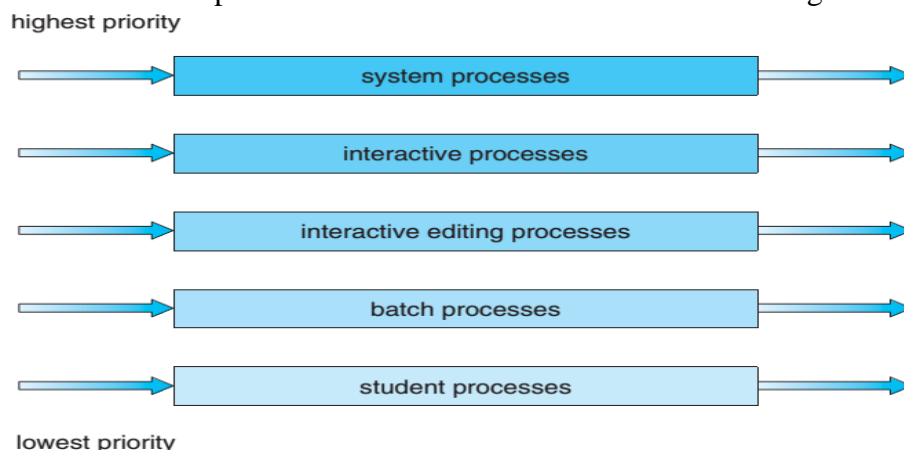 highest priority
system processes
interactive processes
interactive editing processes
batch processes
student processes
lowest priority